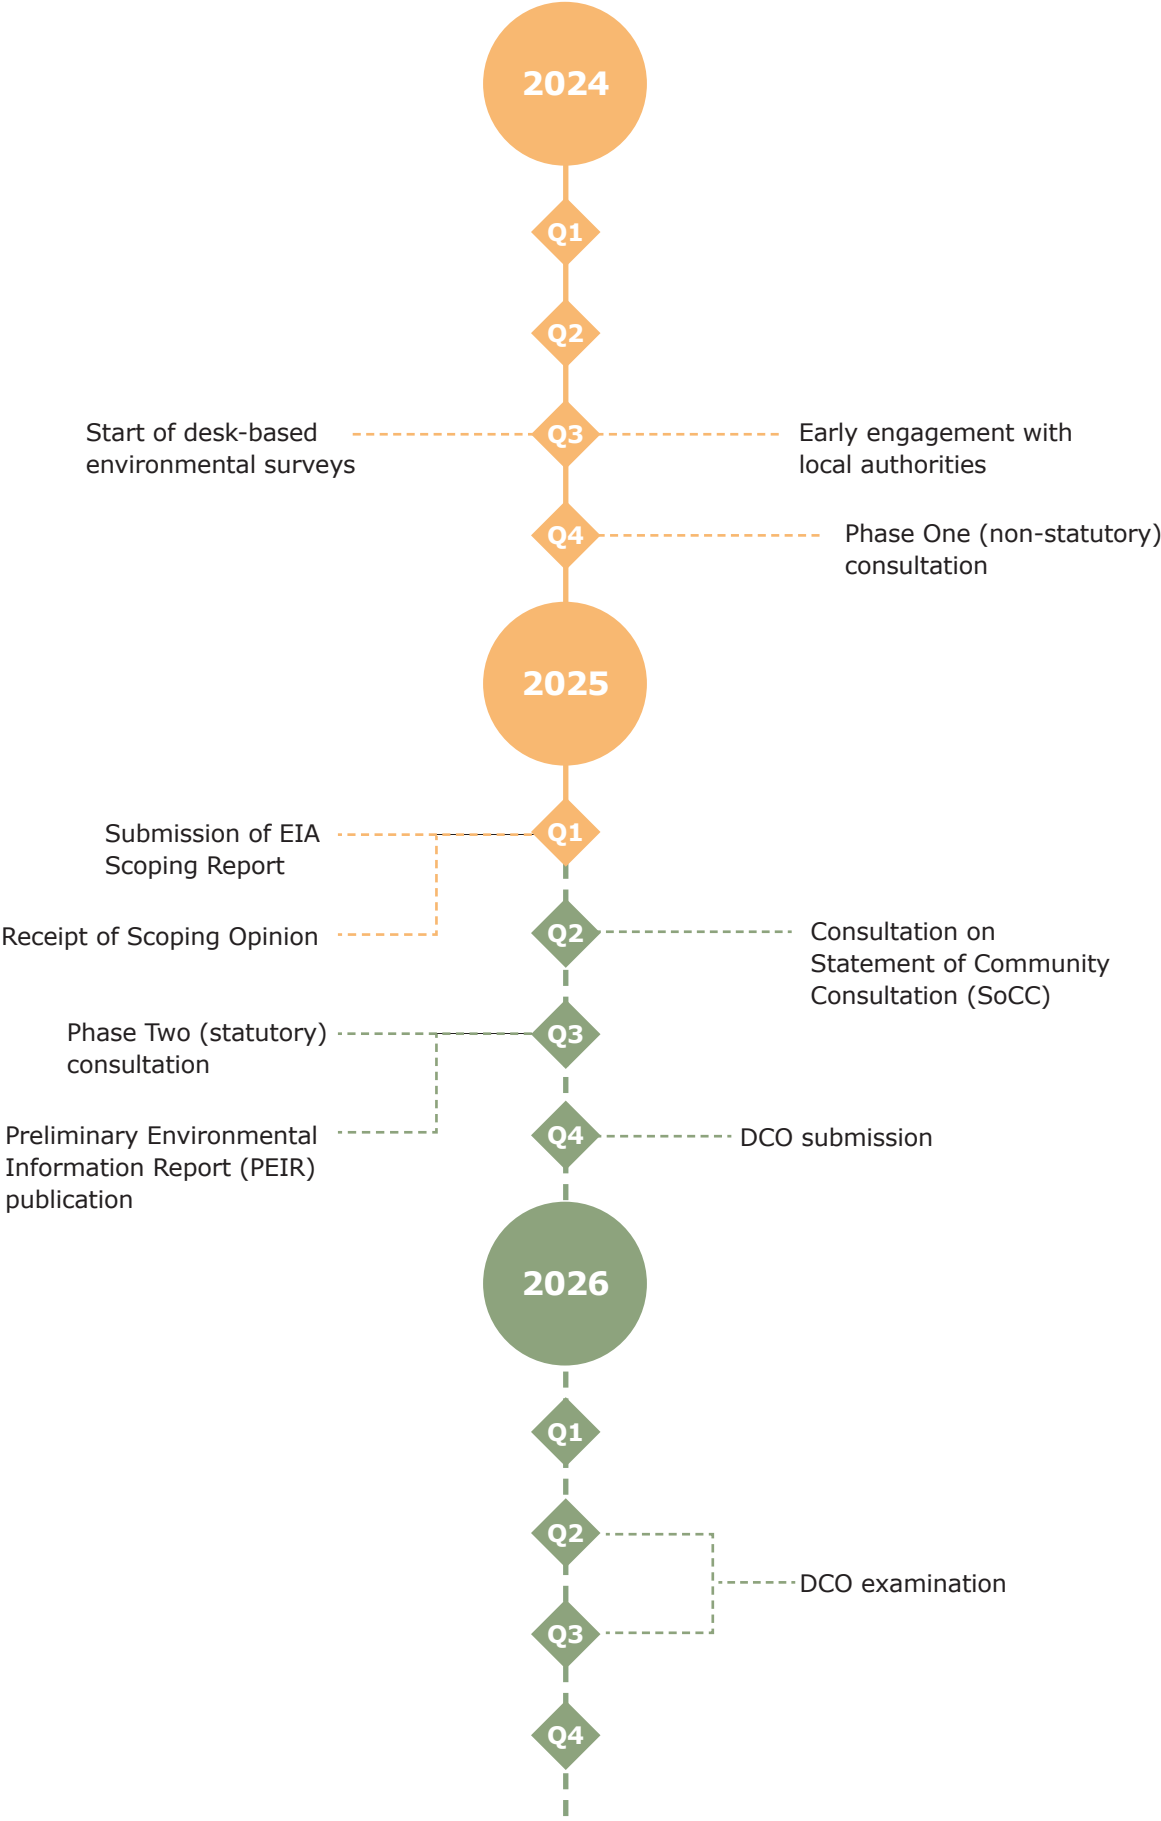 2024
Q1
Q2
Start of desk-based
environmental surveys
Q3
Early engagement with
local authorities
Q4
Phase One (non-statutory)
consultation
2025
Submission of EIA
Scoping Report
Q1
Receipt of Scoping Opinion
Q2
Consultation on
Statement of Community
Consultation (SoCC)
Phase Two (statutory)
consultation
Q3
Preliminary Environmental
Information Report (PEIR)
publication
Q4
DCO submission
2026
Q1
Q2
DCO examination
Q3
Q4